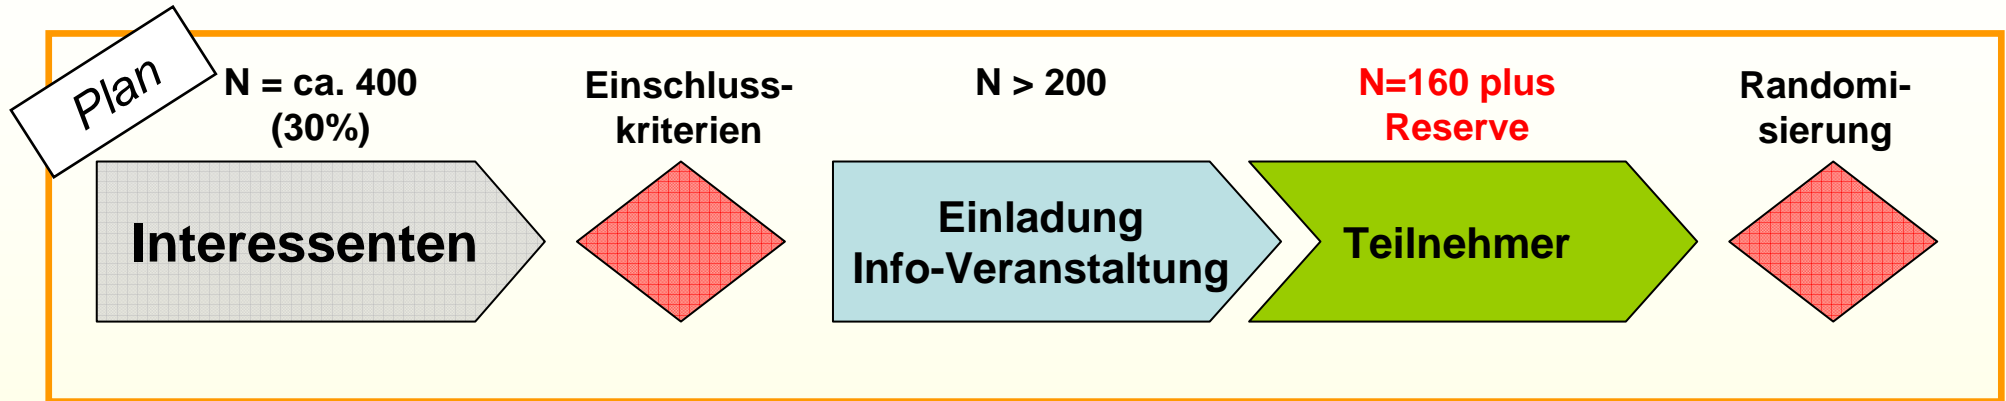 Plan
N = ca. 400
(30%)
Einschluss-
kriterien
N > 200
N=160 plus
Reserve
Randomi-
sierung
Interessenten
Einladung
Info-Veranstaltung
Teilnehmer